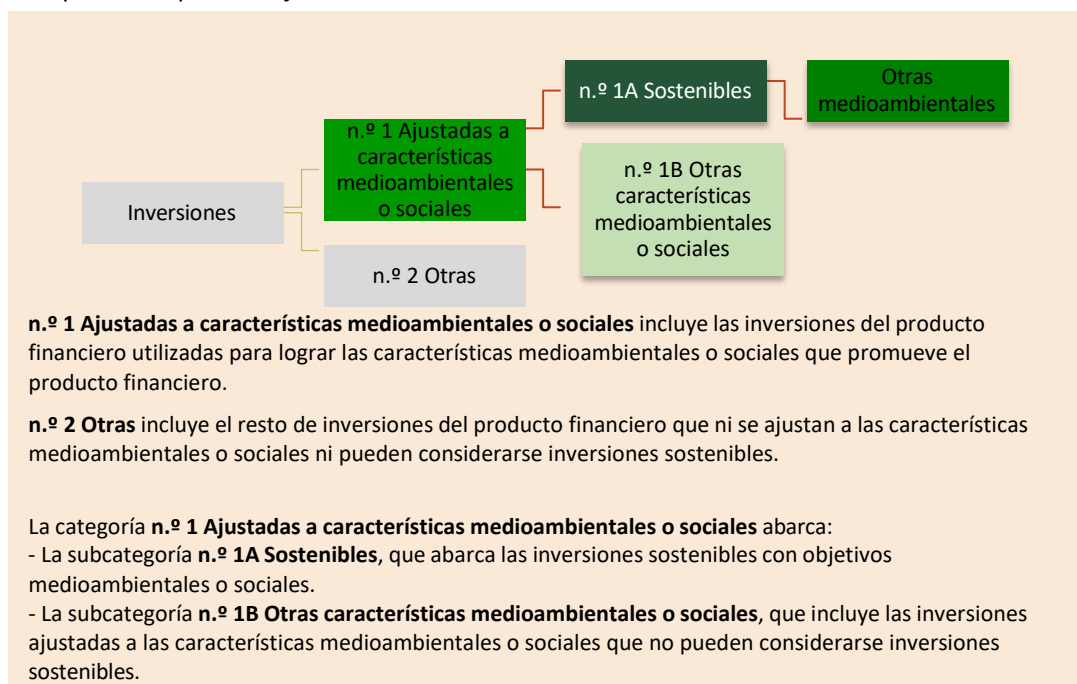 n.º 1A Sostenibles
Otras
medioambientales
n.º 1 Ajustadas a
características
medioambientales
o sociales
n.º 1B Otras
características
medioambientales
o sociales
Inversiones
n.º 2 Otras
n.º 1 Ajustadas a características medioambientales o sociales incluye las inversiones del producto
financiero utilizadas para lograr las características medioambientales o sociales que promueve el
producto financiero.
n.º 2 Otras incluye el resto de inversiones del producto financiero que ni se ajustan a las características
medioambientales o sociales ni pueden considerarse inversiones sostenibles.
La categoría n.º 1 Ajustadas a características medioambientales o sociales abarca:
- La subcategoría n.º 1A Sostenibles, que abarca las inversiones sostenibles con objetivos
medioambientales o sociales.
- La subcategoría n.º 1B Otras características medioambientales o sociales, que incluye las inversiones
ajustadas a las características medioambientales o sociales que no pueden considerarse inversiones
sostenibles.